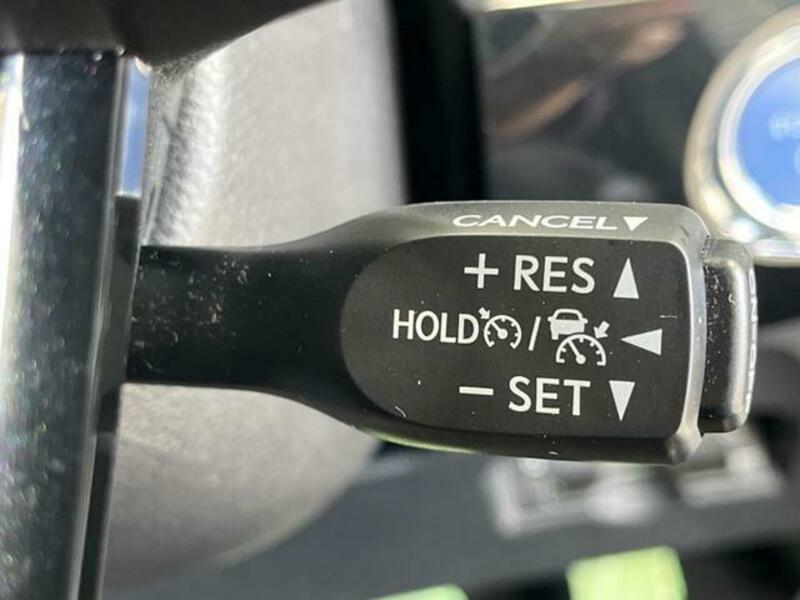 CANCEL▼
+ RES ▲
HOLD / ◀
− SET ▼